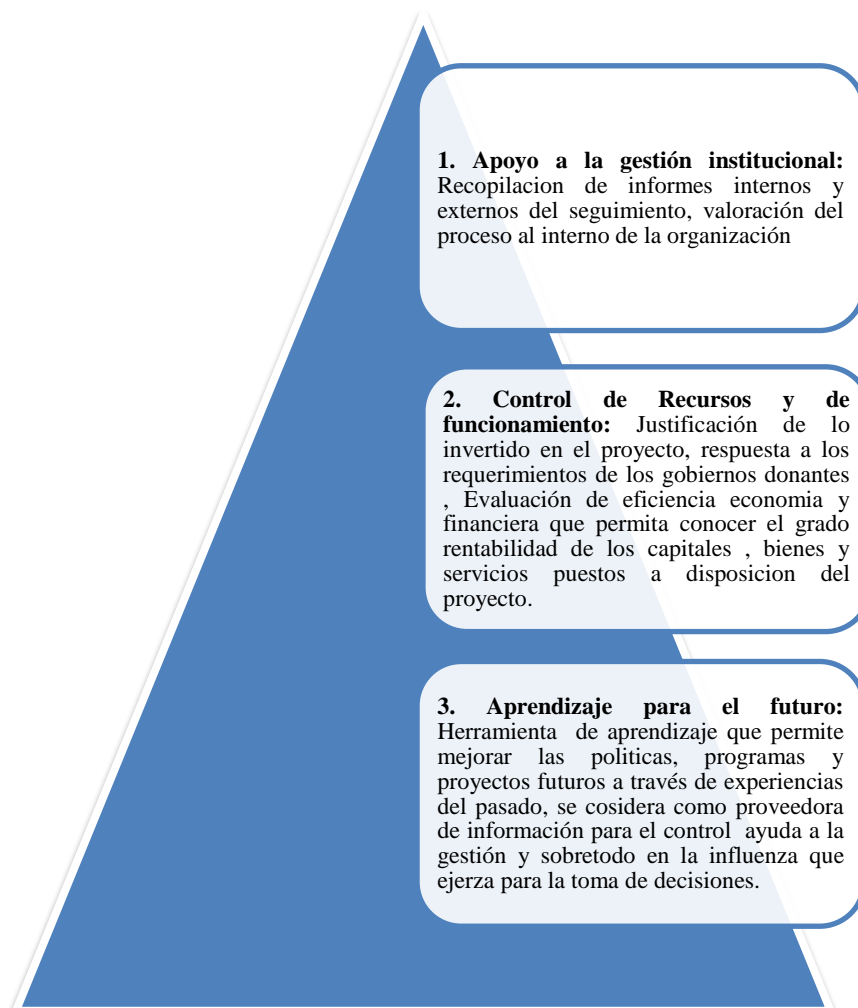 1. Apoyo a la gestión institucional:
Recopilacion de informes internos y
externos del seguimiento, valoración del
proceso al interno de la organización
2. Control de Recursos y de
funcionamiento: Justificación de lo
invertido en el proyecto, respuesta a los
requerimientos de los gobiernos donantes
, Evaluación de eficiencia economia y
financiera que permita conocer el grado
rentabilidad de los capitales , bienes y
servicios puestos a disposicion del
proyecto.
3. Aprendizaje para el futuro:
Herramienta de aprendizaje que permite
mejorar las politicas, programas y
proyectos futuros a través de experiencias
del pasado, se cosidera como proveedora
de información para el control ayuda a la
gestión y sobretodo en la influenza que
ejerza para la toma de decisiones.